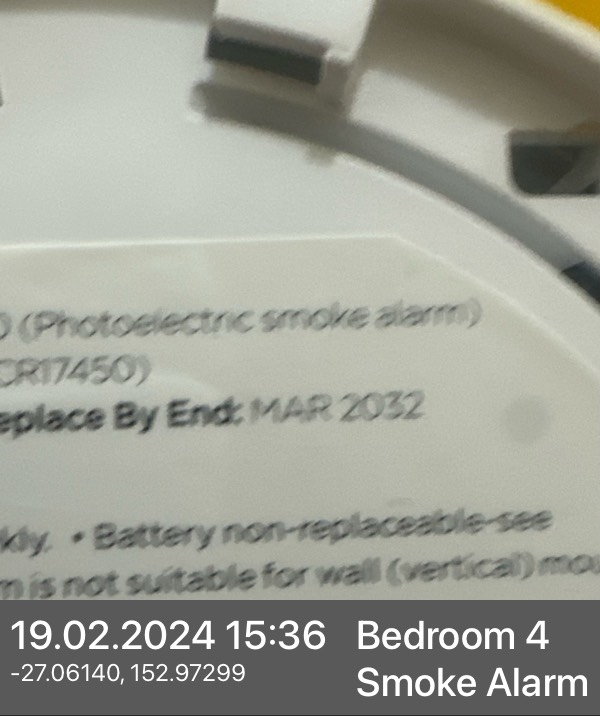 ) (Photoelectric smoke alarm)
CR17450)
eplace By End: MAR 2032
kly. • Battery non-replaceable-see
m is not suitable for wall (vertical) mou
19.02.2024 15:36
-27.06140, 152.97299
Bedroom 4
Smoke Alarm